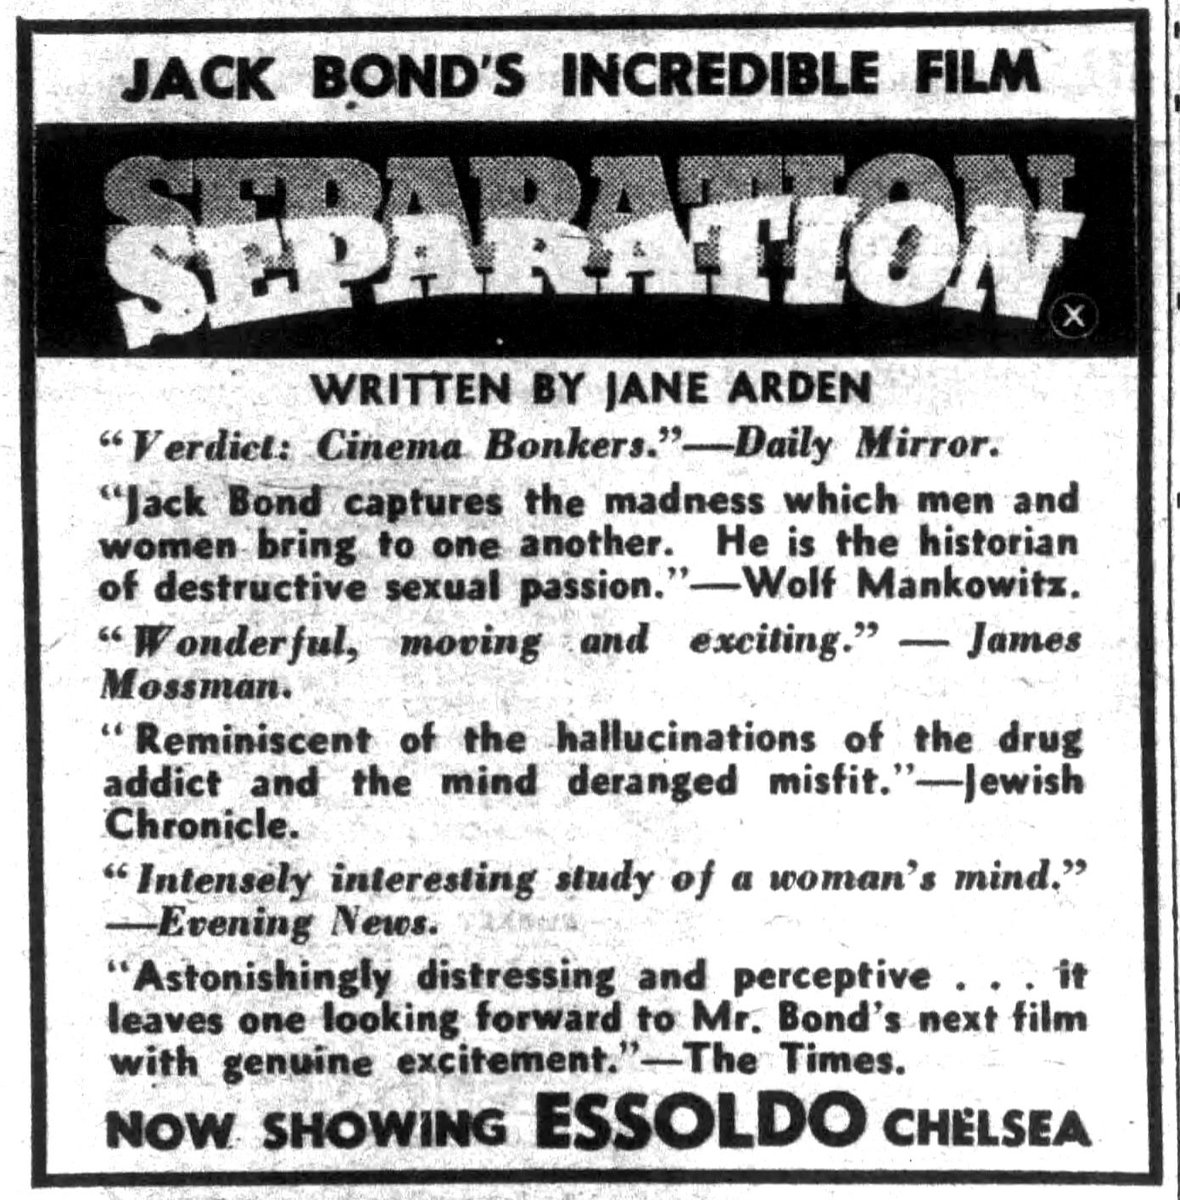 JACK BOND'S INCREDIBLE FILM
SEPARATION
SEPARATION
X
WRITTEN BY JANE ARDEN
"Verdict: Cinema Bonkers."—Daily Mirror.
"Jack Bond captures the madness which men and
women bring to one another. He is the historian
of destructive sexual passion."—Wolf Mankowitz.
"Wonderful, moving and exciting." — James
Mossman.
"Reminiscent of the hallucinations of the drug
addict and the mind deranged misfit."—Jewish
Chronicle.
"Intensely interesting study of a woman's mind."
—Evening News.
"Astonishingly distressing and perceptive . . . it
leaves one looking forward to Mr. Bond's next film
with genuine excitement."—The Times.
NOW SHOWING ESSOLDO CHELSEA